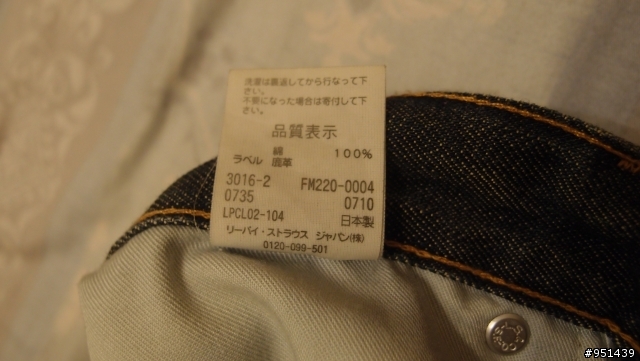 洗濯は裏返してから行なって下
さい。
不要になった場合は寄付して下
さい。
品質表示
綿 100%
ラベル 面革
3016-2 FM220-0004
0735 0710
LPCL02-104 日本製
リーバイ・ストラウス ジャパン(株)
0120-099-501
#951439